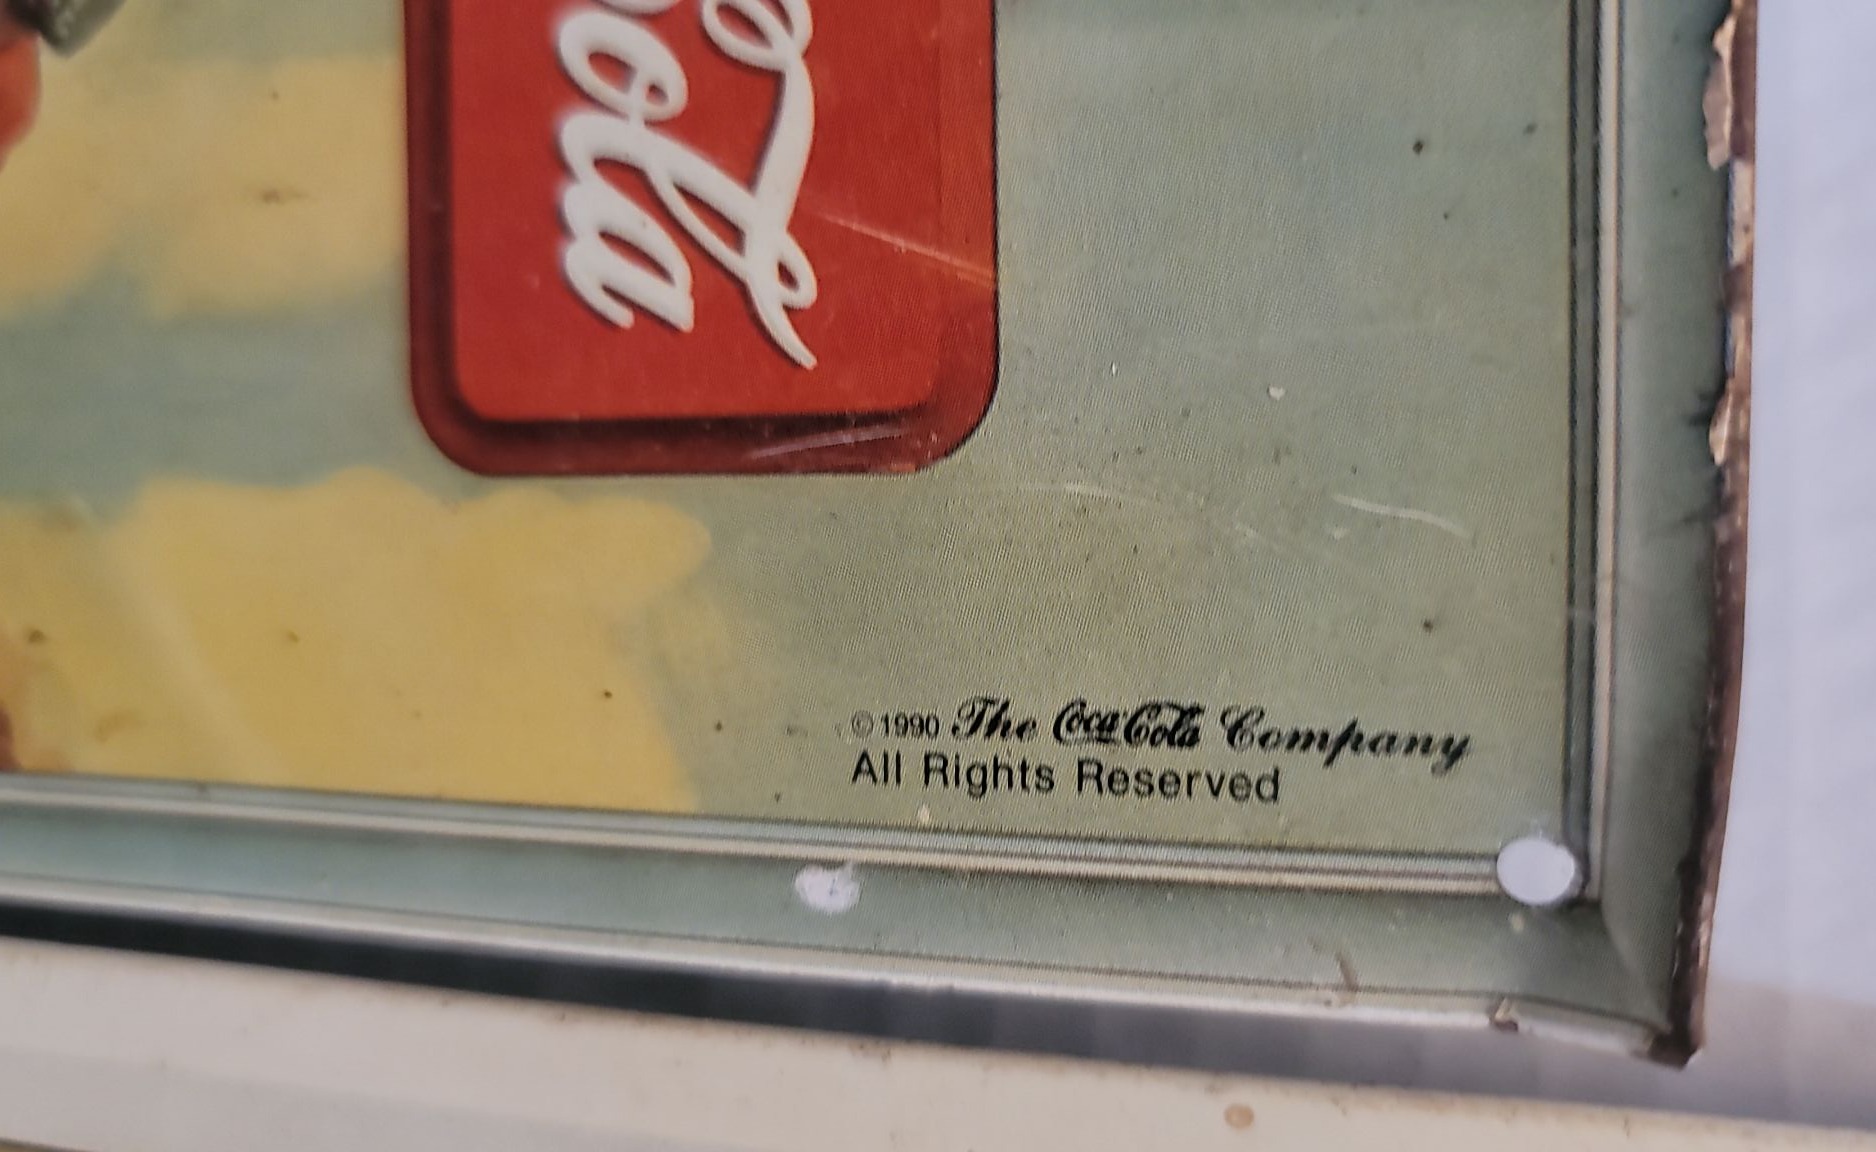 Cola
© 1990 The Coca-Cola Company
All Rights Reserved